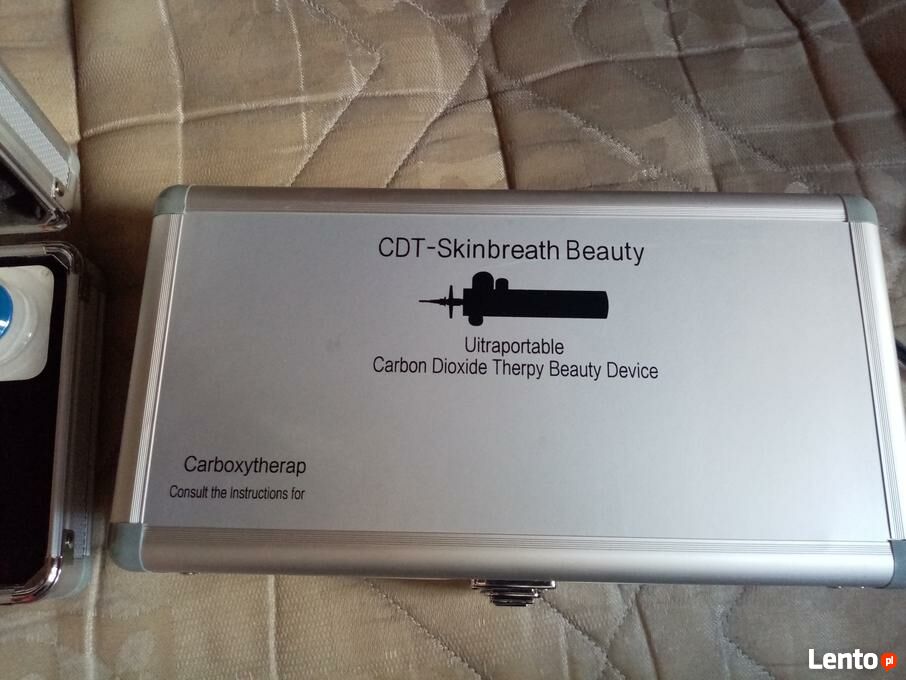 CDT-Skinbreath Beauty
Uitraportable
Carbon Dioxide Therpy Beauty Device
Carboxytherap
Consult the instructions for
Lento pl